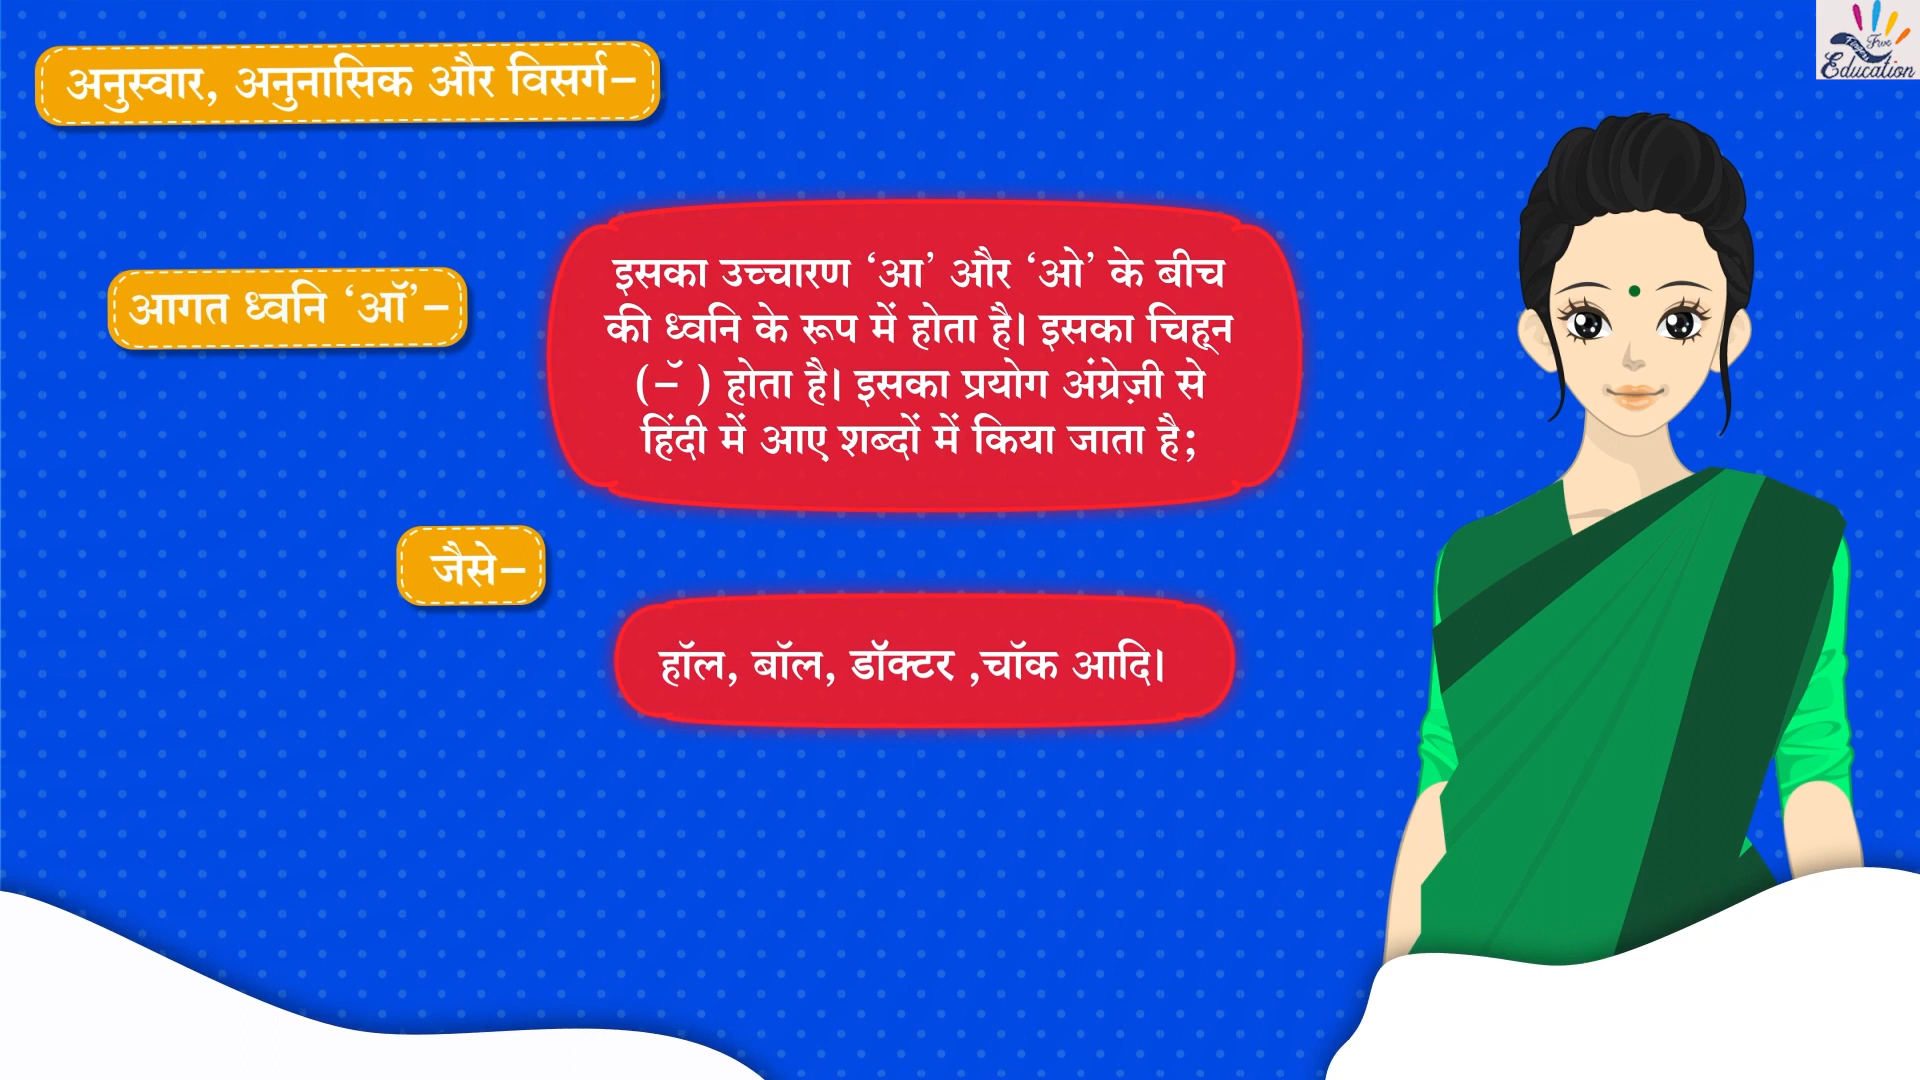 अनुस्वार, अनुनासिक और विसर्ग–
Five
Education
आगत ध्वनि ‘ऑ’–
इसका उच्चारण ‘आ’ और ‘ओ’ के बीच
की ध्वनि के रूप में होता है। इसका चिह्न
(–ॅ ) होता है। इसका प्रयोग अंग्रेज़ी से
हिंदी में आए शब्दों में किया जाता है;
जैसे–
हॉल, बॉल, डॉक्टर ,चॉक आदि।